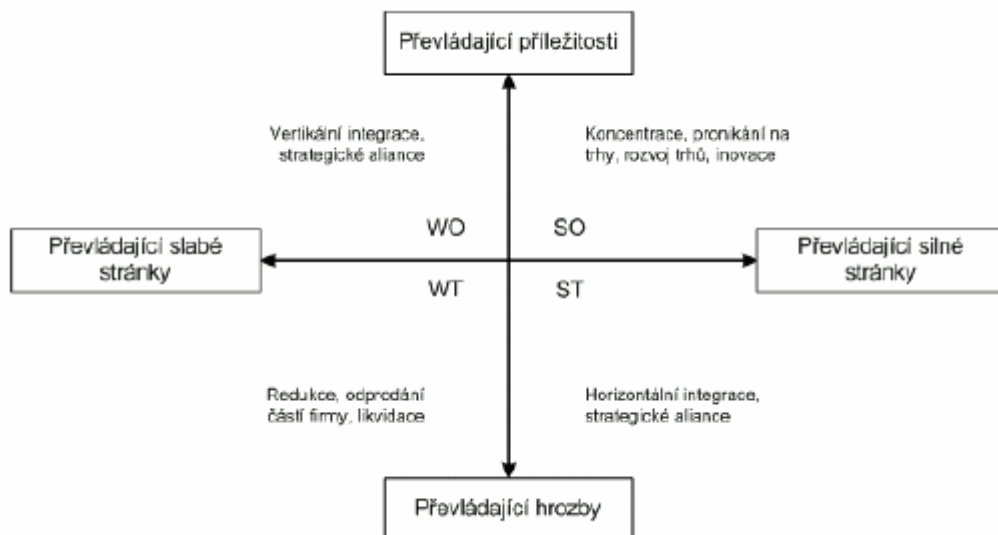 Převládající příležitosti
Vertikální integrace,
strategické aliance
Koncentrace, pronikání na
trhy, rozvoj trhů, inovace
WO
SO
Převládající slabé
stránky
Převládající silné
stránky
WT
ST
Redukce, odprodání
částí firmy, likvidace
Horizontální integrace,
strategické aliance
Převládající hrozby